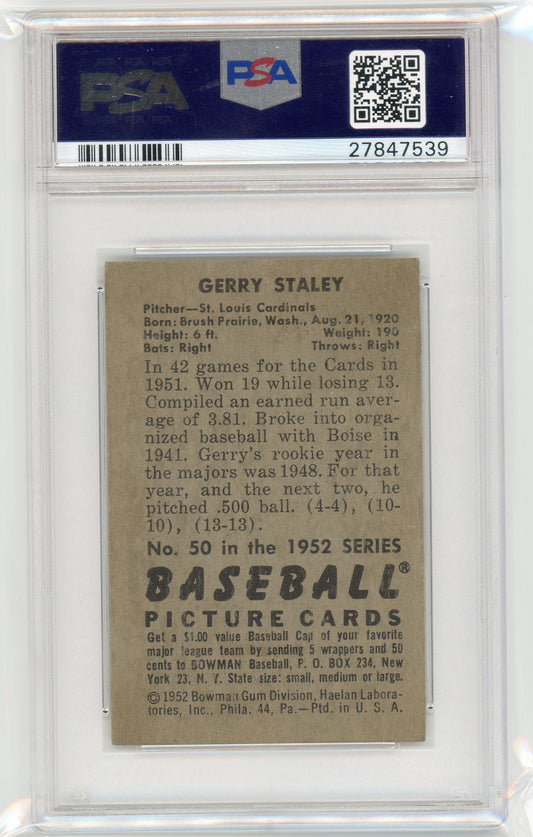 PSA
PSA
27847539
GERRY STALEY
Pitcher—St. Louis Cardinals
Born: Brush Prairie, Wash., Aug. 21, 1920
Height: 6 ft. Weight: 190
Bats: Right Throws: Right
In 42 games for the Cards in
1951. Won 19 while losing 13.
Compiled an earned run aver-
age of 3.81. Broke into orga-
nized baseball with Boise in
1941. Gerry's rookie year in
the majors was 1948. For that
year, and the next two, he
pitched .500 ball. (4-4), (10-
10), (13-13).
No. 50 in the 1952 SERIES
BASEBALL®
PICTURE CARDS
Get a $1.00 value Baseball Cap of your favorite
major league team by sending 5 wrappers and 50
cents to BOWMAN Baseball, P. O. BOX 234, New
York 23, N. Y. State size: small, medium or large.
©1952 Bowman Gum Division, Haelan Labora-
tories, Inc., Phila. 44, Pa.—Ptd. in U. S. A.